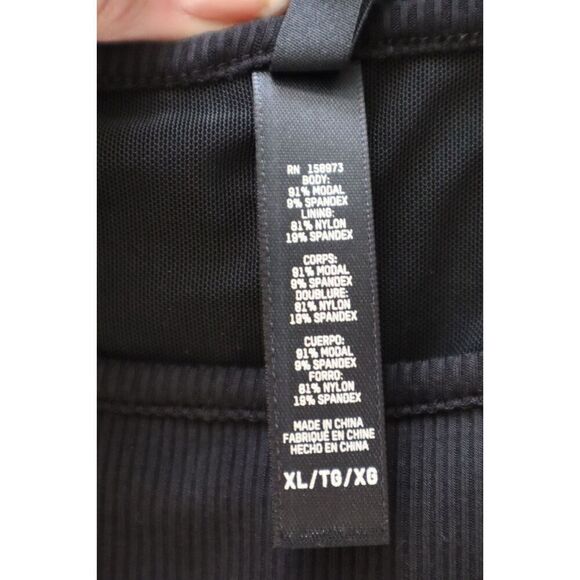 RN 158973
BODY:
91% MODAL
9% SPANDEX
LINING:
81% NYLON
19% SPANDEX
CORPS:
91% MODAL
9% SPANDEX
DOUBLURE:
81% NYLON
19% SPANDEX
CUERPO:
91% MODAL
9% SPANDEX
FORRO:
81% NYLON
19% SPANDEX
MADE IN CHINA
FABRIQUÉ EN CHINE
HECHO EN CHINA
XL/TG/XG